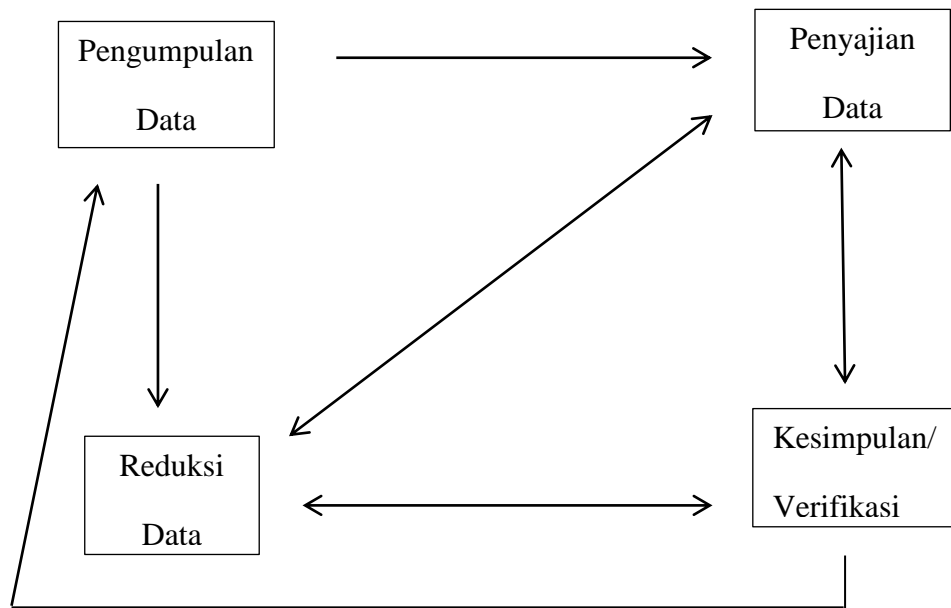 Pengumpulan
Data
Penyajian
Data
Reduksi
Data
Kesimpulan/
Verifikasi